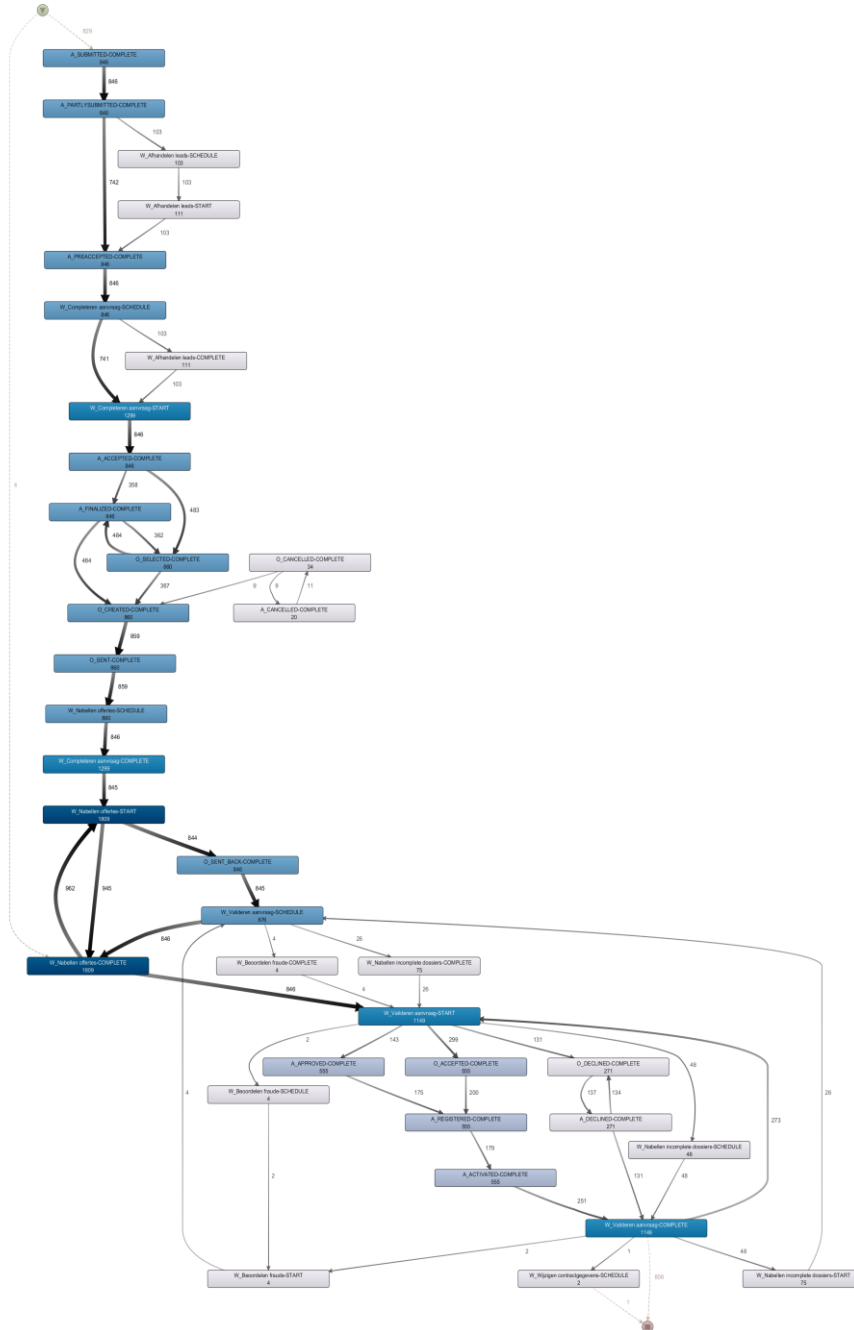 829
A_SUBMITTED-COMPLETE
846
846
A_PARTLYSUBMITTED-COMPLETE
846
103
W_Afhandelen leads-SCHEDULE
103
742
103
W_Afhandelen leads-START
111
103
A_PREACCEPTED-COMPLETE
846
846
W_Completeren aanvraag-SCHEDULE
846
103
741
W_Afhandelen leads-COMPLETE
111
103
W_Completeren aanvraag-START
1299
846
A_ACCEPTED-COMPLETE
846
358
483
A_FINALIZED-COMPLETE
846
484
362
O_SELECTED-COMPLETE
860
O_CANCELLED-COMPLETE
34
484
367
9
9
11
O_CREATED-COMPLETE
860
A_CANCELLED-COMPLETE
20
859
O_SENT-COMPLETE
860
859
W_Nabellen offertes-SCHEDULE
860
846
W_Completeren aanvraag-COMPLETE
1299
845
W_Nabellen offertes-START
1809
844
O_SENT_BACK-COMPLETE
846
962
945
845
W_Valideren aanvraag-SCHEDULE
876
846
4
26
W_Nabellen offertes-COMPLETE
1809
W_Beoordelen fraude-COMPLETE
4
W_Nabellen incomplete dossiers-COMPLETE
75
846
4
26
W_Valideren aanvraag-START
1149
2
143
299
131
48
A_APPROVED-COMPLETE
555
O_ACCEPTED-COMPLETE
555
O_DECLINED-COMPLETE
271
W_Beoordelen fraude-SCHEDULE
4
4
175
200
137
134
273
28
A_REGISTERED-COMPLETE
555
A_DECLINED-COMPLETE
271
W_Nabellen incomplete dossiers-SCHEDULE
48
179
A_ACTIVATED-COMPLETE
555
2
131
48
251
W_Valideren aanvraag-COMPLETE
1149
2
1
48
W_Beoordelen fraude-START
4
W_Wijzigen contractgegevens-SCHEDULE
2
W_Nabellen incomplete dossiers-START
75
1